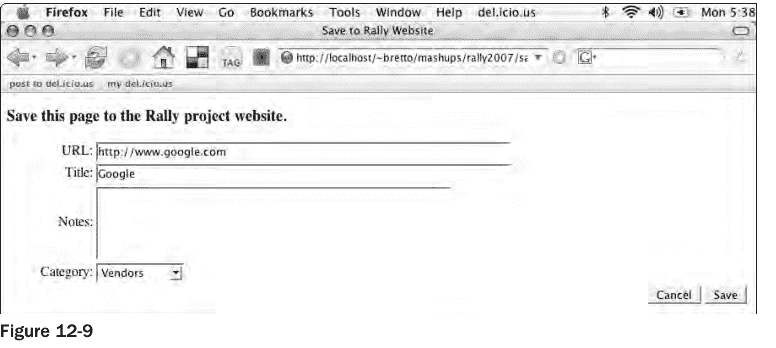 Firefox File Edit View Go Bookmarks Tools Window Help del.icio.us Mon 5:38
Save to Rally Website
TAG http://localhost/~bretto/mashups/rally2007/sa G
post to del.icio.us my del.icio.us
Save this page to the Rally project website.
URL: http://www.google.com
Title: Google
Notes:
Category: Vendors
Cancel Save
Figure 12-9